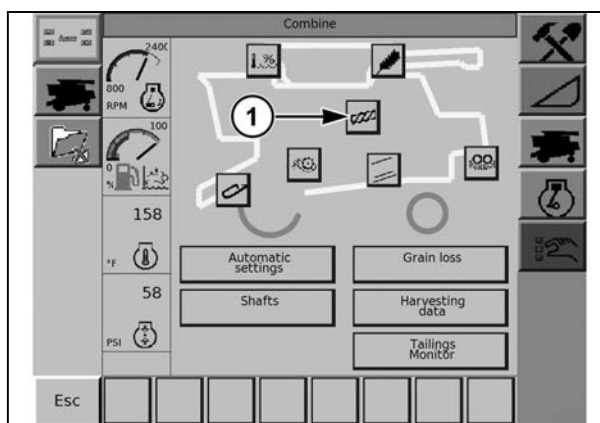 Combine
2400
800
RPM
1
%
100
0
%
158
°F
58
PSI
Automatic
settings
Grain loss
Shafts
Harvesting
data
Tailings
Monitor
Esc